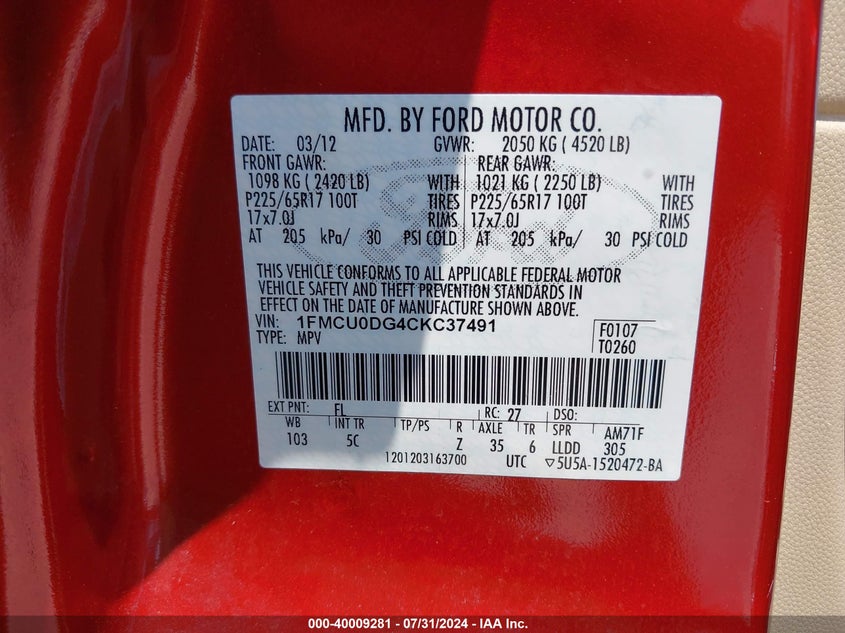 MFD. BY FORD MOTOR CO.
DATE: 03/12 GVWR: 2050 KG ( 4520 LB)
FRONT GAWR: REAR GAWR:
1098 KG ( 2420 LB) WITH 1021 KG ( 2250 LB) WITH
P225/65R17 100T TIRES P225/65R17 100T TIRES
17x7.0J RIMS 17x7.0J RIMS
AT 205 kPa/ 30 PSI COLD AT 205 kPa/ 30 PSI COLD
THIS VEHICLE CONFORMS TO ALL APPLICABLE FEDERAL MOTOR
VEHICLE SAFETY AND THEFT PREVENTION STANDARDS IN
EFFECT ON THE DATE OF MANUFACTURE SHOWN ABOVE.
VIN: 1FMCU0DG4CKC37491 F0107
TYPE: MPV T0260
EXT PNT: FL RC: 27 DSO:
WB INT TR TP/PS R AXLE TR SPR AM71F
103 5C Z 35 6 LLDD 305
1201203163700 UTC ▽5U5A-1520472-BA
000-40009281 - 07/31/2024 - IAA Inc.